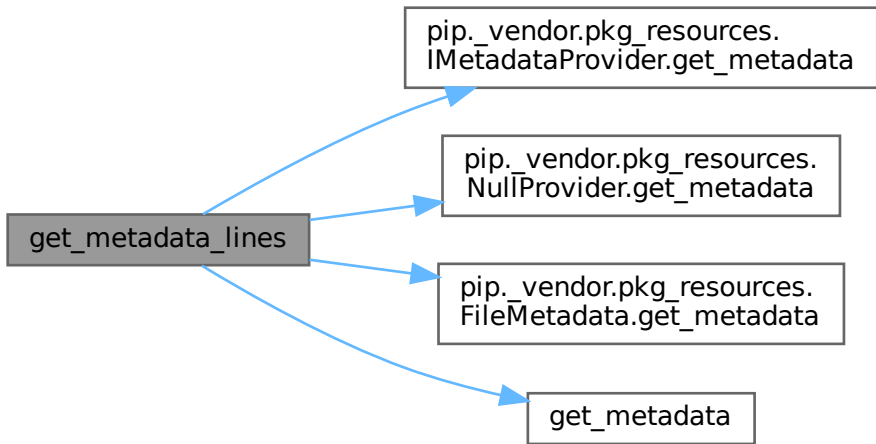 pip._vendor.pkg_resources.
IMetadataProvider.get_metadata
pip._vendor.pkg_resources.
NullProvider.get_metadata
get_metadata_lines
pip._vendor.pkg_resources.
FileMetadata.get_metadata
get_metadata